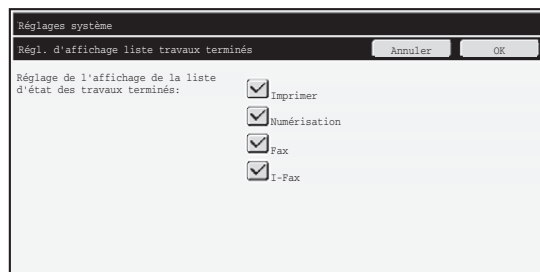 Réglages système
Régl. d'affichage liste travaux terminés
Annuler
OK
Réglage de l'affichage de la liste
d'état des travaux terminés:
Imprimer
Numérisation
Fax
I-Fax